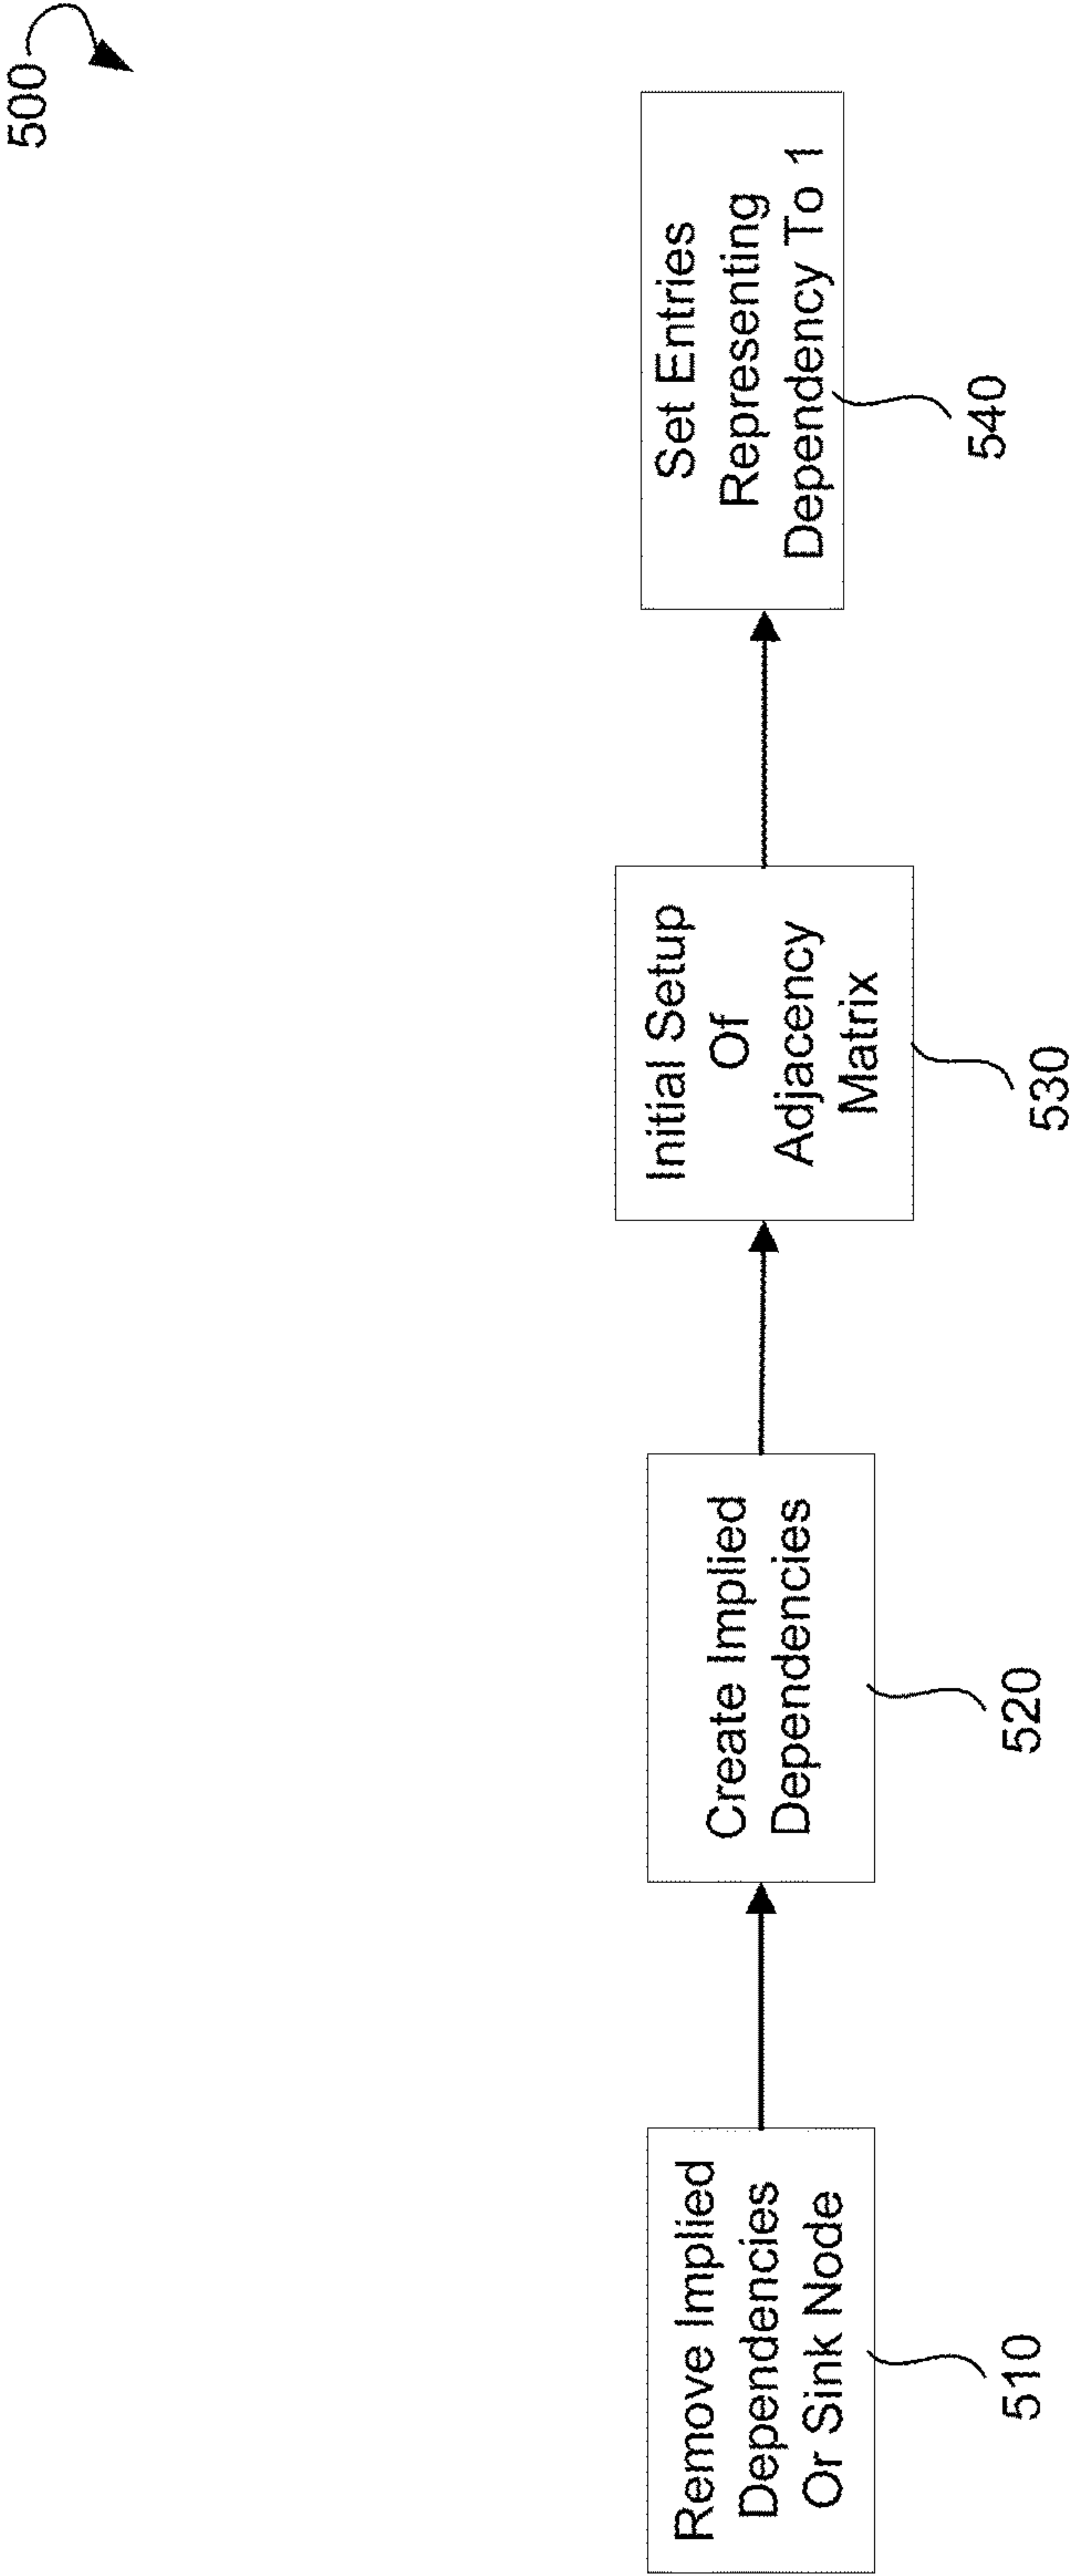 500
Remove Implied
Dependencies
Or Sink Node
510
Create Implied
Dependencies
520
Initial Setup
Of
Adjacency
Matrix
530
Set Entries
Representing
Dependency To 1
540